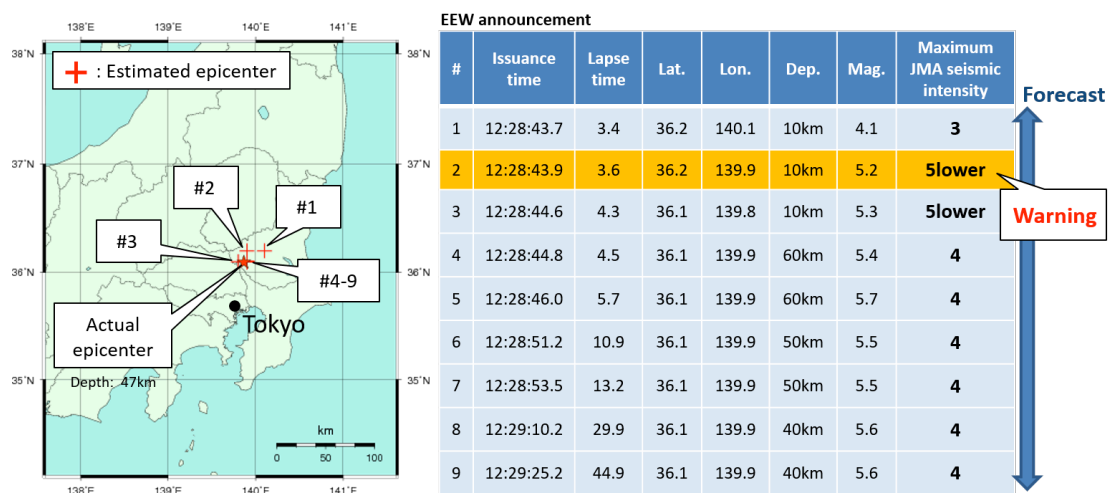 EEW announcement
138˚E 139˚E 140˚E 141˚E
38˚N 38˚N
+ : Estimated epicenter
37˚N 37˚N
#2
#1
#3
36˚N 36˚N
#4-9
Actual
epicenter
Tokyo
Depth: 47km
35˚N 35˚N
km
0 50 100
138˚E 139˚E 140˚E 141˚E
# Issuance time Lapse time Lat. Lon. Dep. Mag. Maximum JMA seismic intensity
1 12:28:43.7 3.4 36.2 140.1 10km 4.1 3
2 12:28:43.9 3.6 36.2 139.9 10km 5.2 5lower
3 12:28:44.6 4.3 36.1 139.8 10km 5.3 5lower
4 12:28:44.8 4.5 36.1 139.9 60km 5.4 4
5 12:28:46.0 5.7 36.1 139.9 60km 5.7 4
6 12:28:51.2 10.9 36.1 139.9 50km 5.5 4
7 12:28:53.5 13.2 36.1 139.9 50km 5.5 4
8 12:29:10.2 29.9 36.1 139.9 40km 5.6 4
9 12:29:25.2 44.9 36.1 139.9 40km 5.6 4
Forecast
Warning